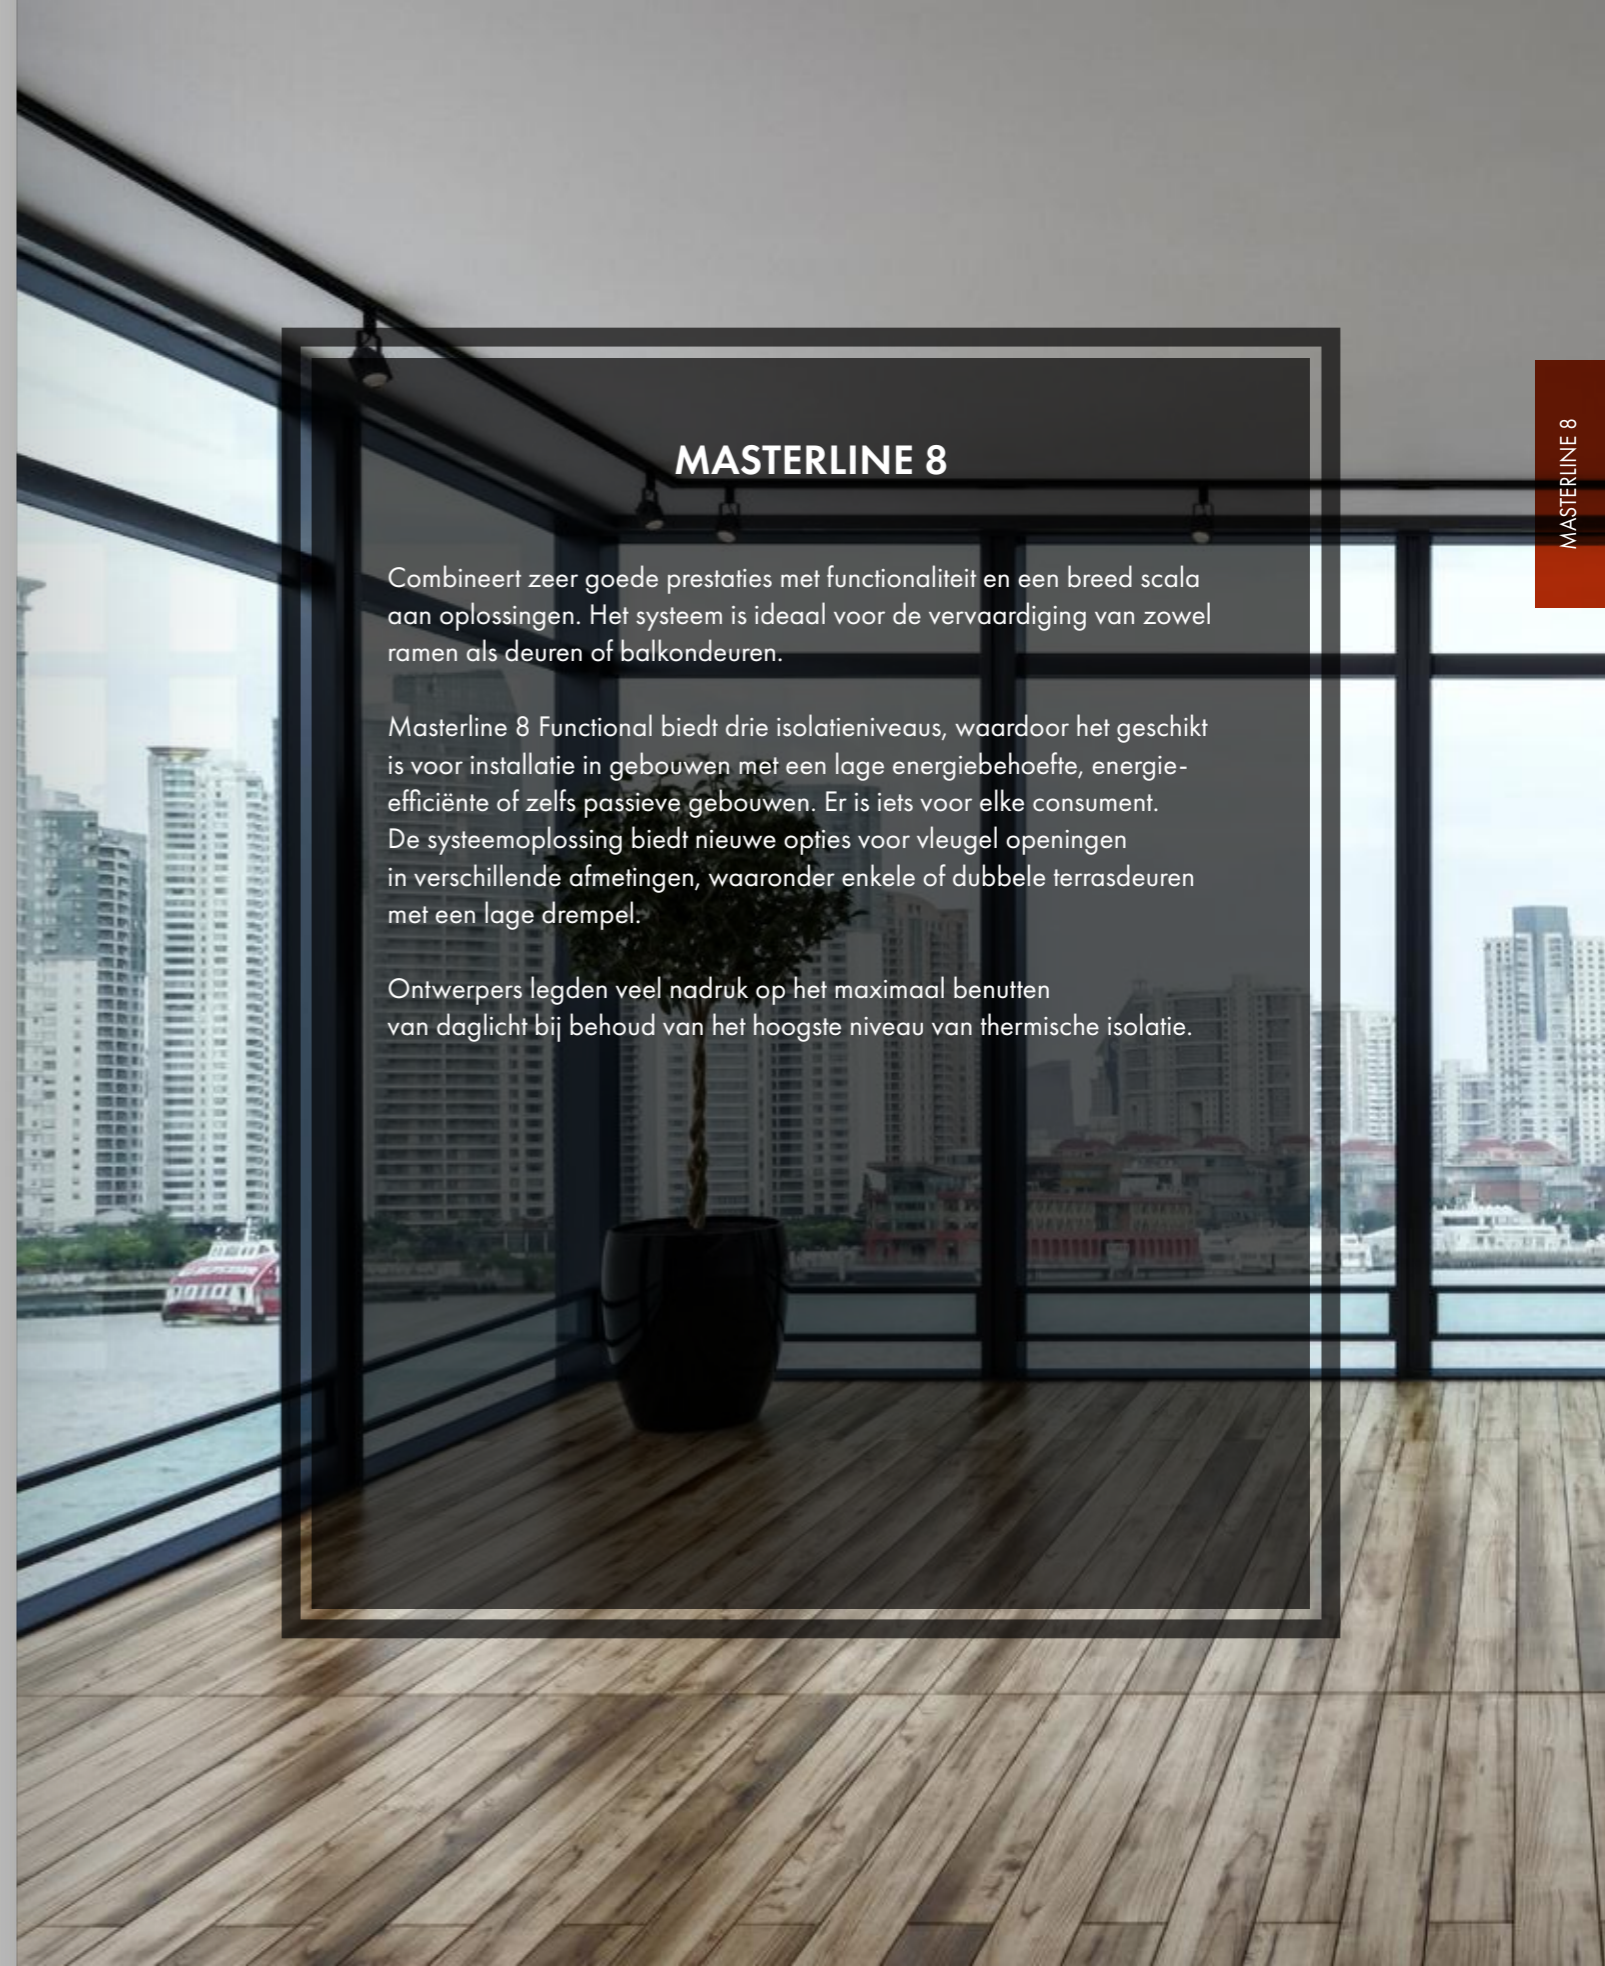 MASTERLINE 8
Combineert zeer goede prestaties met functionaliteit en een breed scala
aan oplossingen. Het systeem is ideaal voor de vervaardiging van zowel
ramen als deuren of balkondeuren.
Masterline 8 Functional biedt drie isolatieniveaus, waardoor het geschikt
is voor installatie in gebouwen met een lage energiebehoefte, energie-
efficiënte of zelfs passieve gebouwen. Er is iets voor elke consument.
De systeemoplossing biedt nieuwe opties voor vleugel openingen
in verschillende afmetingen, waaronder enkele of dubbele terrasdeuren
met een lage drempel.
Ontwerpers legden veel nadruk op het maximaal benutten
van daglicht bij behoud van het hoogste niveau van thermische isolatie.
MASTERLINE 8